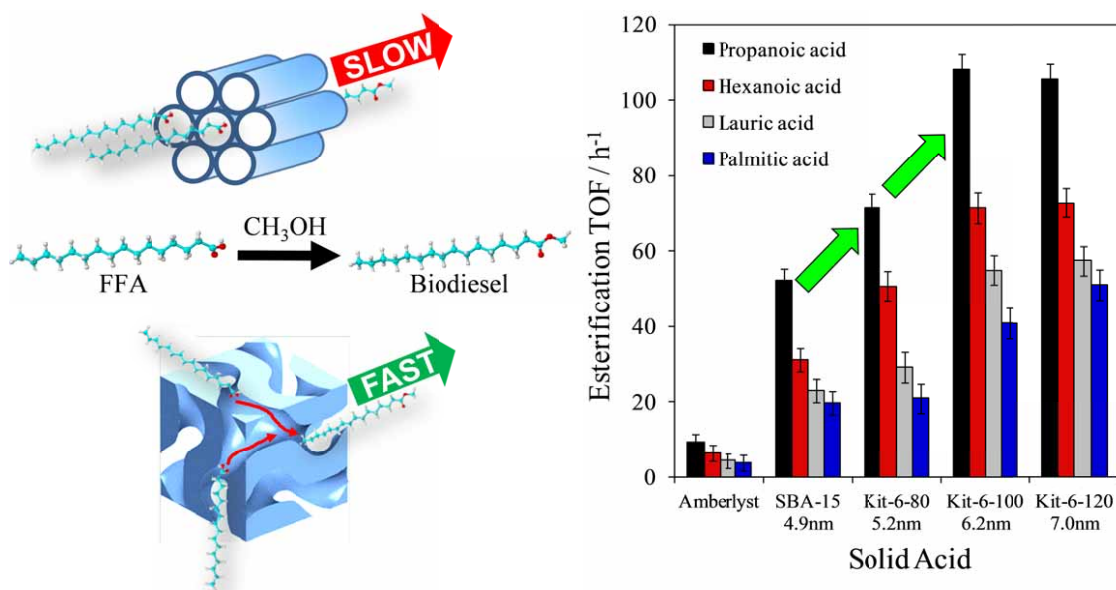 SLOW
CH₃OH
FFA
Biodiesel
FAST
120
100
80
60
40
20
0
Esterification TOF / h⁻¹
Propanoic acid
Hexanoic acid
Lauric acid
Palmitic acid
Amberlyst
SBA-15
4.9nm
Kit-6-80
5.2nm
Kit-6-100
6.2nm
Kit-6-120
7.0nm
Solid Acid